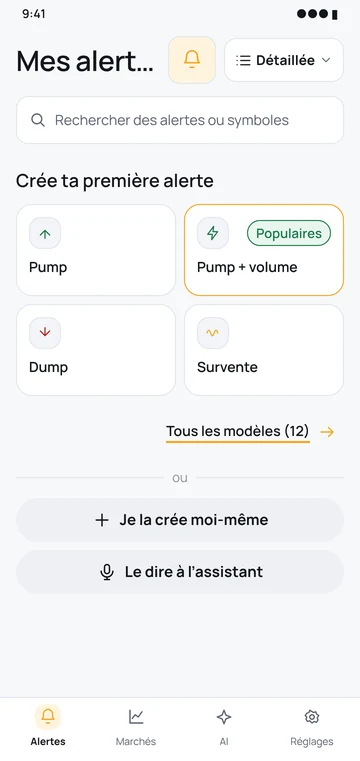 9:41
Mes alert...
Détaillée
Rechercher des alertes ou symboles
Crée ta première alerte
Populaires
Pump
Pump + volume
Dump
Survente
Tous les modèles (12)
ou
Je la crée moi-même
Le dire à l'assistant
Alertes
Marchés
AI
Réglages